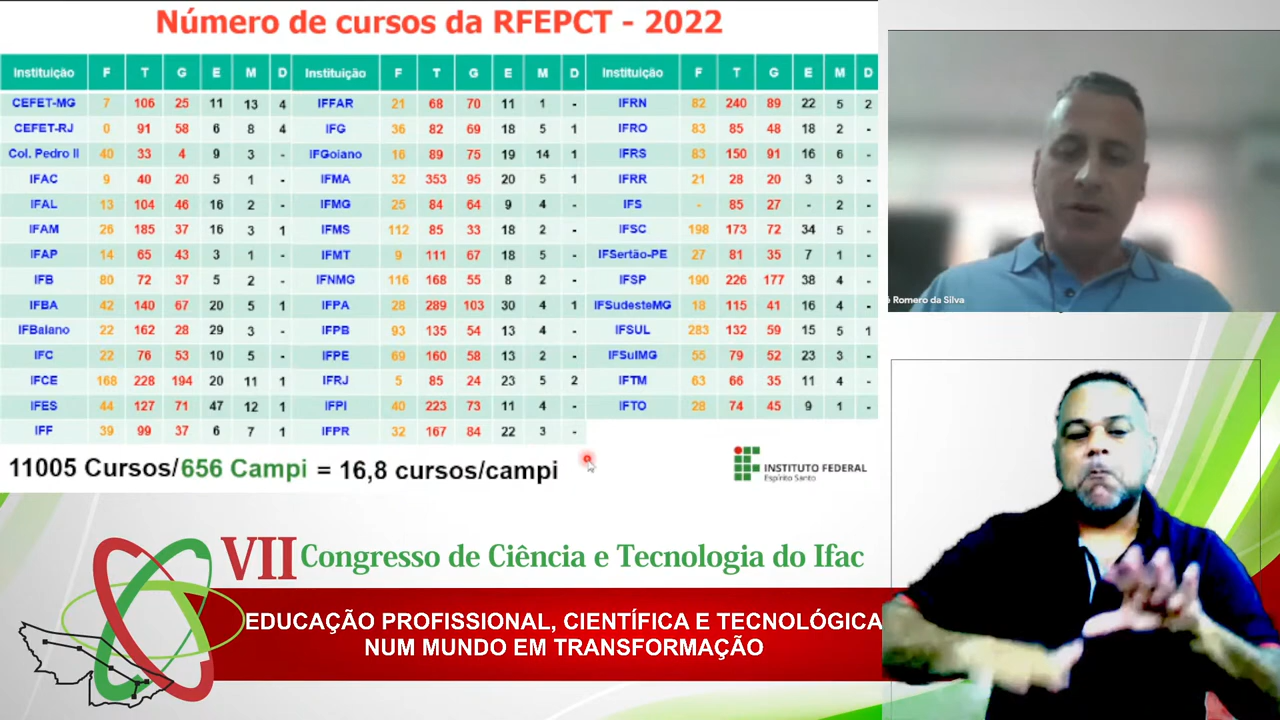 Número de cursos da RFEPCT - 2022
Instituição F T G E M D Instituição F T G E M D Instituição F T G E M D
CEFET-MG 7 106 25 11 13 4 IFFAR 21 68 70 11 1 - IFRN 82 240 89 22 5 2
CEFET-RJ 0 91 58 6 8 4 IFG 36 82 69 18 5 1 IFRO 83 85 48 18 2 -
Col. Pedro II 40 33 4 9 3 - IFGoiano 16 89 75 19 14 1 IFRS 83 150 91 16 6 -
IFAC 9 40 20 5 1 - IFMA 32 353 95 20 5 1 IFRR 21 28 20 3 3 -
IFAL 13 104 46 16 2 - IFMG 25 84 64 9 4 - IFS - 85 27 - 2 -
IFAM 26 185 37 16 3 1 IFMS 112 85 33 18 2 - IFSC 198 173 72 34 5 -
IFAP 14 65 43 3 1 - IFMT 9 111 67 18 5 - IFSertão-PE 27 81 35 7 1 -
IFB 80 72 37 5 2 - IFNMG 116 168 55 8 2 - IFSP 190 226 177 38 4 -
IFBA 42 140 67 20 5 1 IFPA 28 289 103 30 4 1 IFSudesteMG 18 115 41 16 4 -
IFBaiano 22 162 28 29 3 - IFPB 93 135 54 13 4 - IFSUL 283 132 59 15 5 1
IFC 22 76 53 10 5 - IFPE 69 160 58 13 2 - IFSulMG 55 79 52 23 3 -
IFCE 168 228 194 20 11 1 IFRJ 5 85 24 23 5 2 IFTM 63 66 35 11 4 -
IFES 44 127 71 47 12 1 IFPI 40 223 73 11 4 - IFTO 28 74 45 9 1 -
IFF 39 99 37 6 7 1 IFPR 32 167 84 22 3 -
11005 Cursos/656 Campi = 16,8 cursos/campi
INSTITUTO FEDERAL
Espírito Santo
é Romero da Silva
VII Congresso de Ciência e Tecnologia do Ifac
EDUCAÇÃO PROFISSIONAL, CIENTÍFICA E TECNOLÓGICA
NUM MUNDO EM TRANSFORMAÇÃO